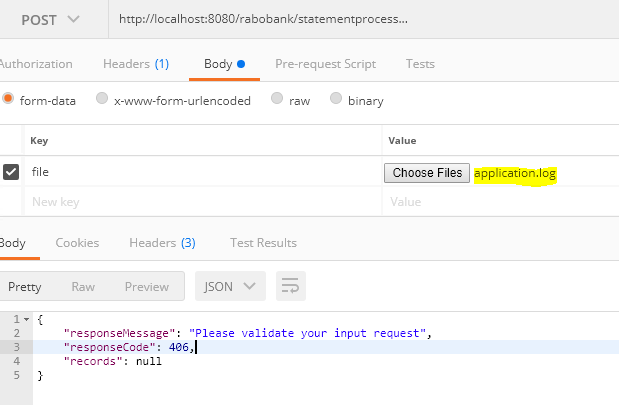 POST http://localhost:8080/rabobank/statementprocess...
Authorization Headers (1) Body Pre-request Script Tests
form-data x-www-form-urlencoded raw binary
Key Value
file Choose Files application.log
New key Value
Body Cookies Headers (3) Test Results
Pretty Raw Preview JSON
1 {
2 "responseMessage": "Please validate your input request",
3 "responseCode": 406,
4 "records": null
5 }